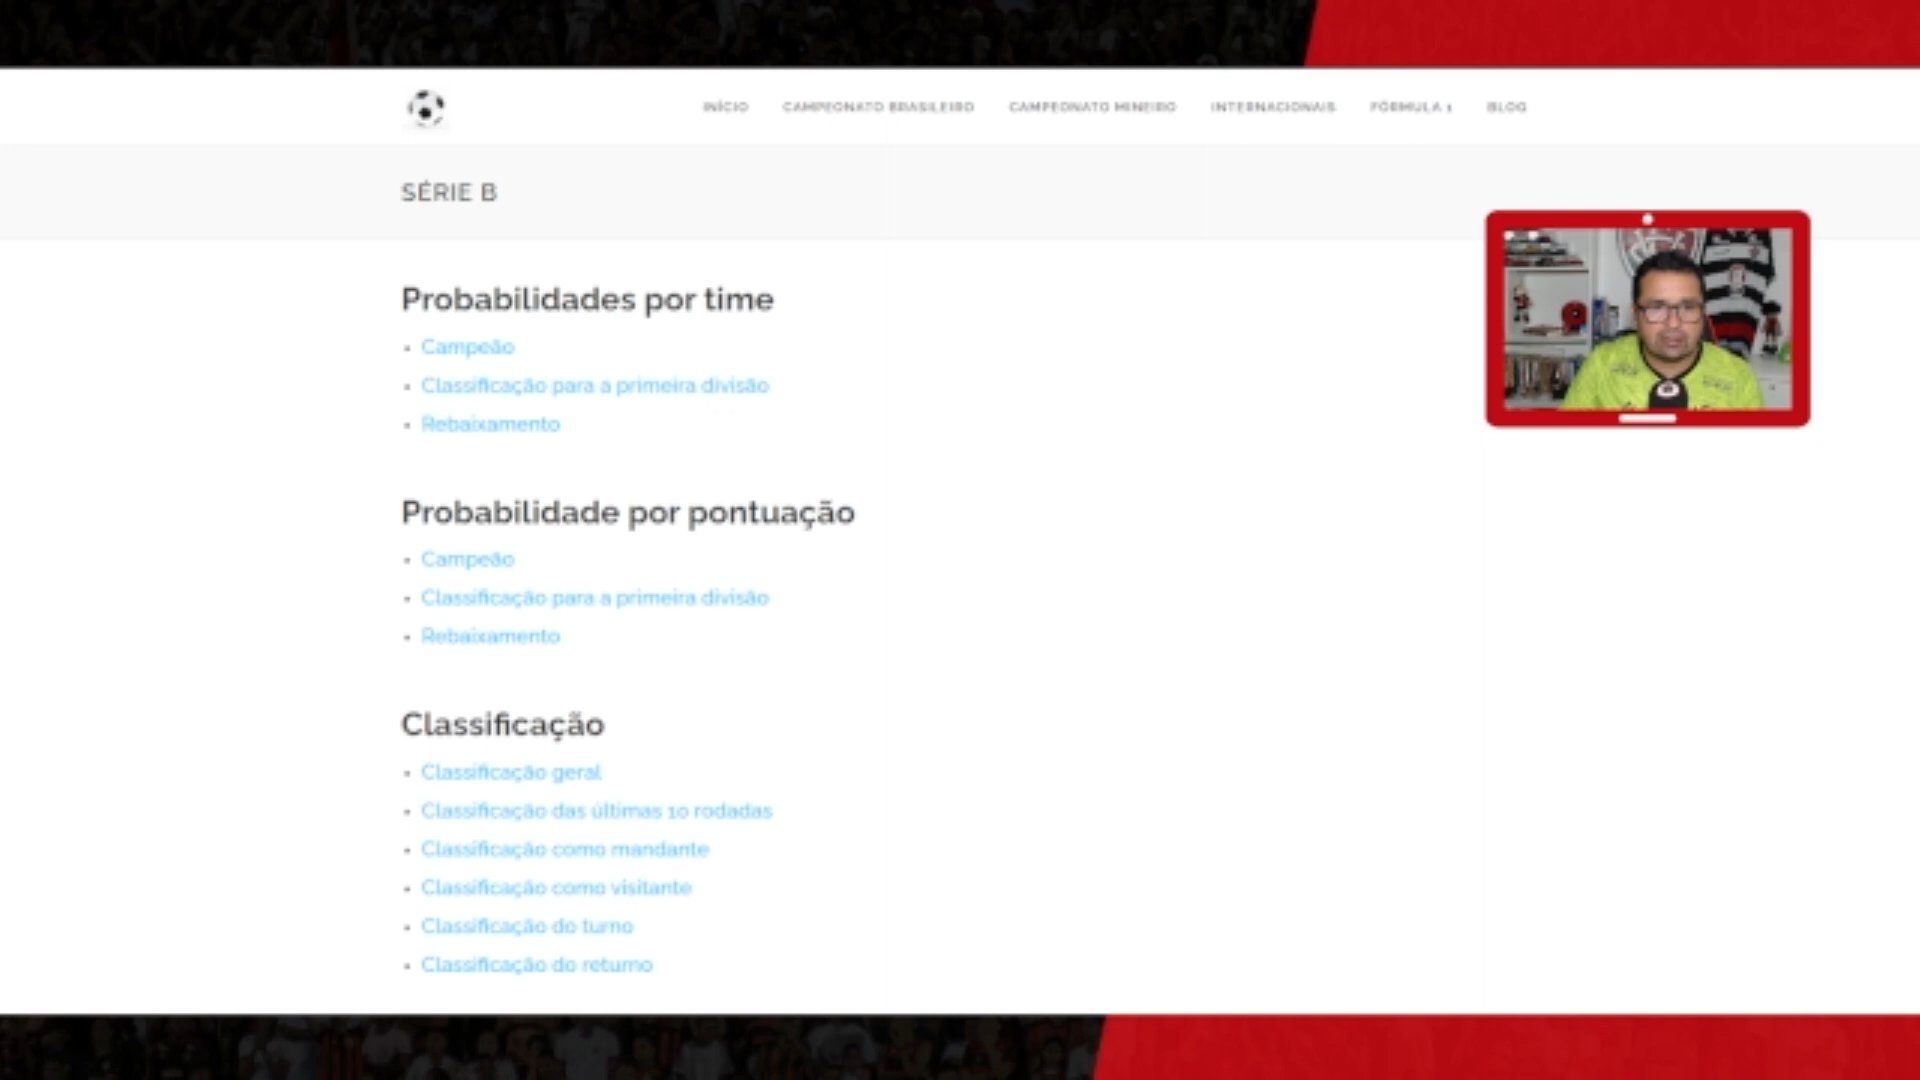 INÍCIO CAMPEONATO BRASILEIRO CAMPEONATO MINEIRO INTERNACIONAIS FÓRMULA 1 BLOG
SÉRIE B
Probabilidades por time
Campeão
Classificação para a primeira divisão
Rebaixamento
Probabilidade por pontuação
Campeão
Classificação para a primeira divisão
Rebaixamento
Classificação
Classificação geral
Classificação das últimas 10 rodadas
Classificação como mandante
Classificação como visitante
Classificação do turno
Classificação do returno